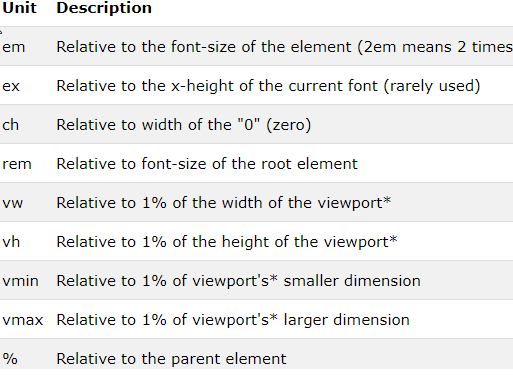 Unit Description
em Relative to the font-size of the element (2em means 2 times
ex Relative to the x-height of the current font (rarely used)
ch Relative to width of the "0" (zero)
rem Relative to font-size of the root element
vw Relative to 1% of the width of the viewport*
vh Relative to 1% of the height of the viewport*
vmin Relative to 1% of viewport's* smaller dimension
vmax Relative to 1% of viewport's* larger dimension
% Relative to the parent element